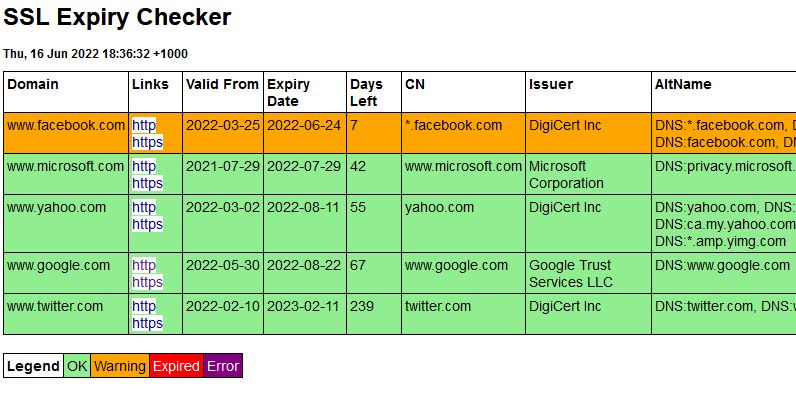 SSL Expiry Checker
Thu, 16 Jun 2022 18:36:32 +1000
Domain Links Valid From Expiry Date Days Left CN Issuer AltName
www.facebook.com http https 2022-03-25 2022-06-24 7 *.facebook.com DigiCert Inc DNS:*.facebook.com, DNS:facebook.com,
www.microsoft.com http https 2021-07-29 2022-07-29 42 www.microsoft.com Microsoft Corporation DNS:privacy.microsoft.
www.yahoo.com http https 2022-03-02 2022-08-11 55 yahoo.com DigiCert Inc DNS:yahoo.com, DNS: DNS:ca.my.yahoo.com DNS:*.amp.yimg.com
www.google.com http https 2022-05-30 2022-08-22 67 www.google.com Google Trust Services LLC DNS:www.google.com
www.twitter.com http https 2022-02-10 2023-02-11 239 twitter.com DigiCert Inc DNS:twitter.com,
Legend OK Warning Expired Error